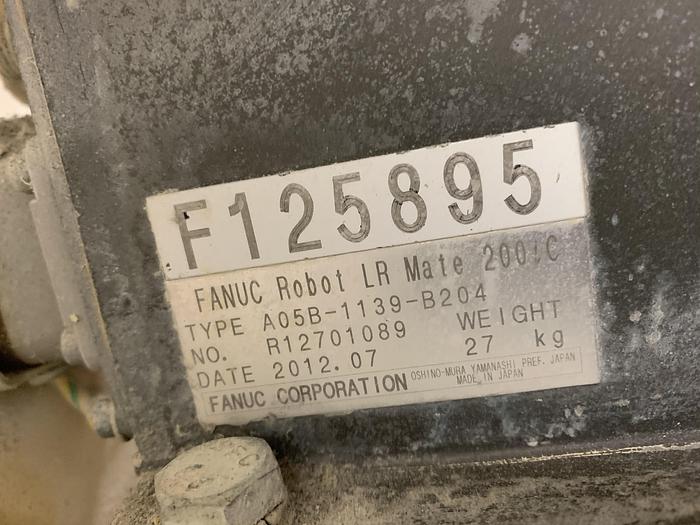 F125895
FANUC Robot LR Mate 200iC
TYPE A05B-1139-B204
NO. R12701089 WEIGHT
DATE 2012.07 27 kg
FANUC CORPORATION OSHINO-MURA YAMANASHI PREF. JAPAN
MADE IN JAPAN